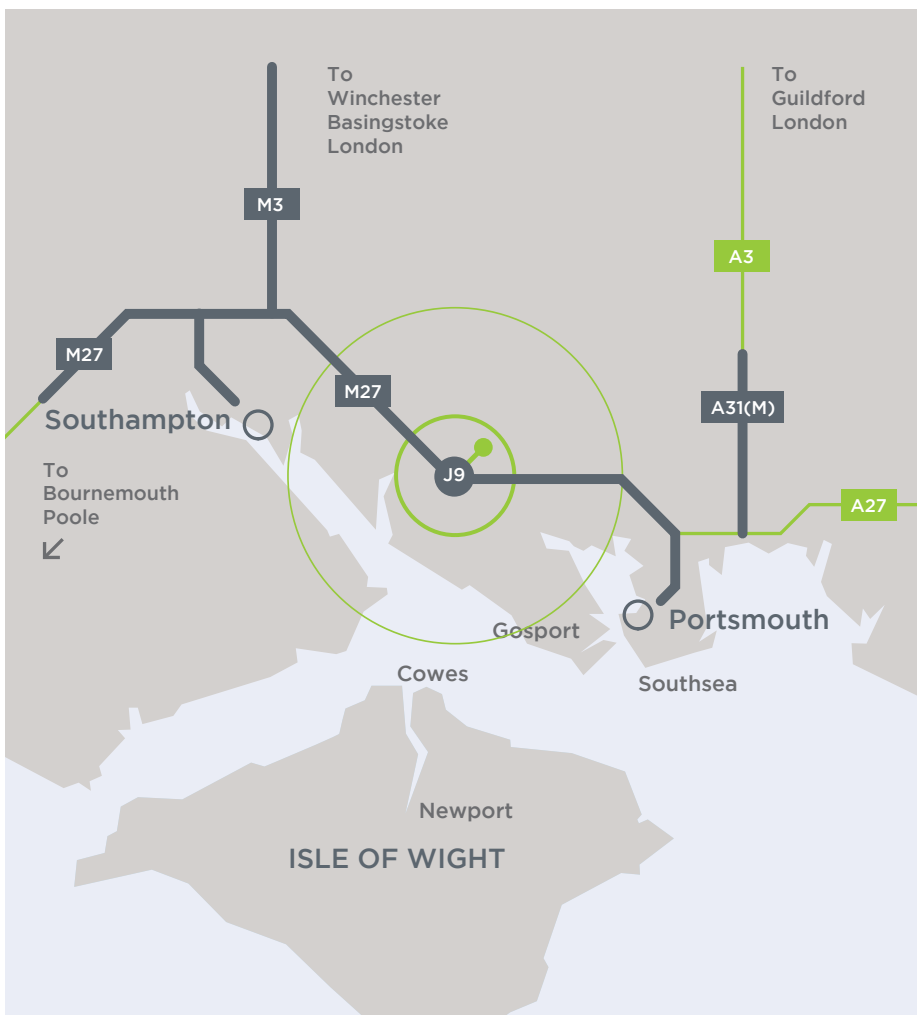 To
Winchester
Basingstoke
London
To
Guildford
London
M3
A3
M27
M27
A31(M)
Southampton
J9
To
Bournemouth
Poole
A27
Gosport
Portsmouth
Cowes
Southsea
Newport
ISLE OF WIGHT